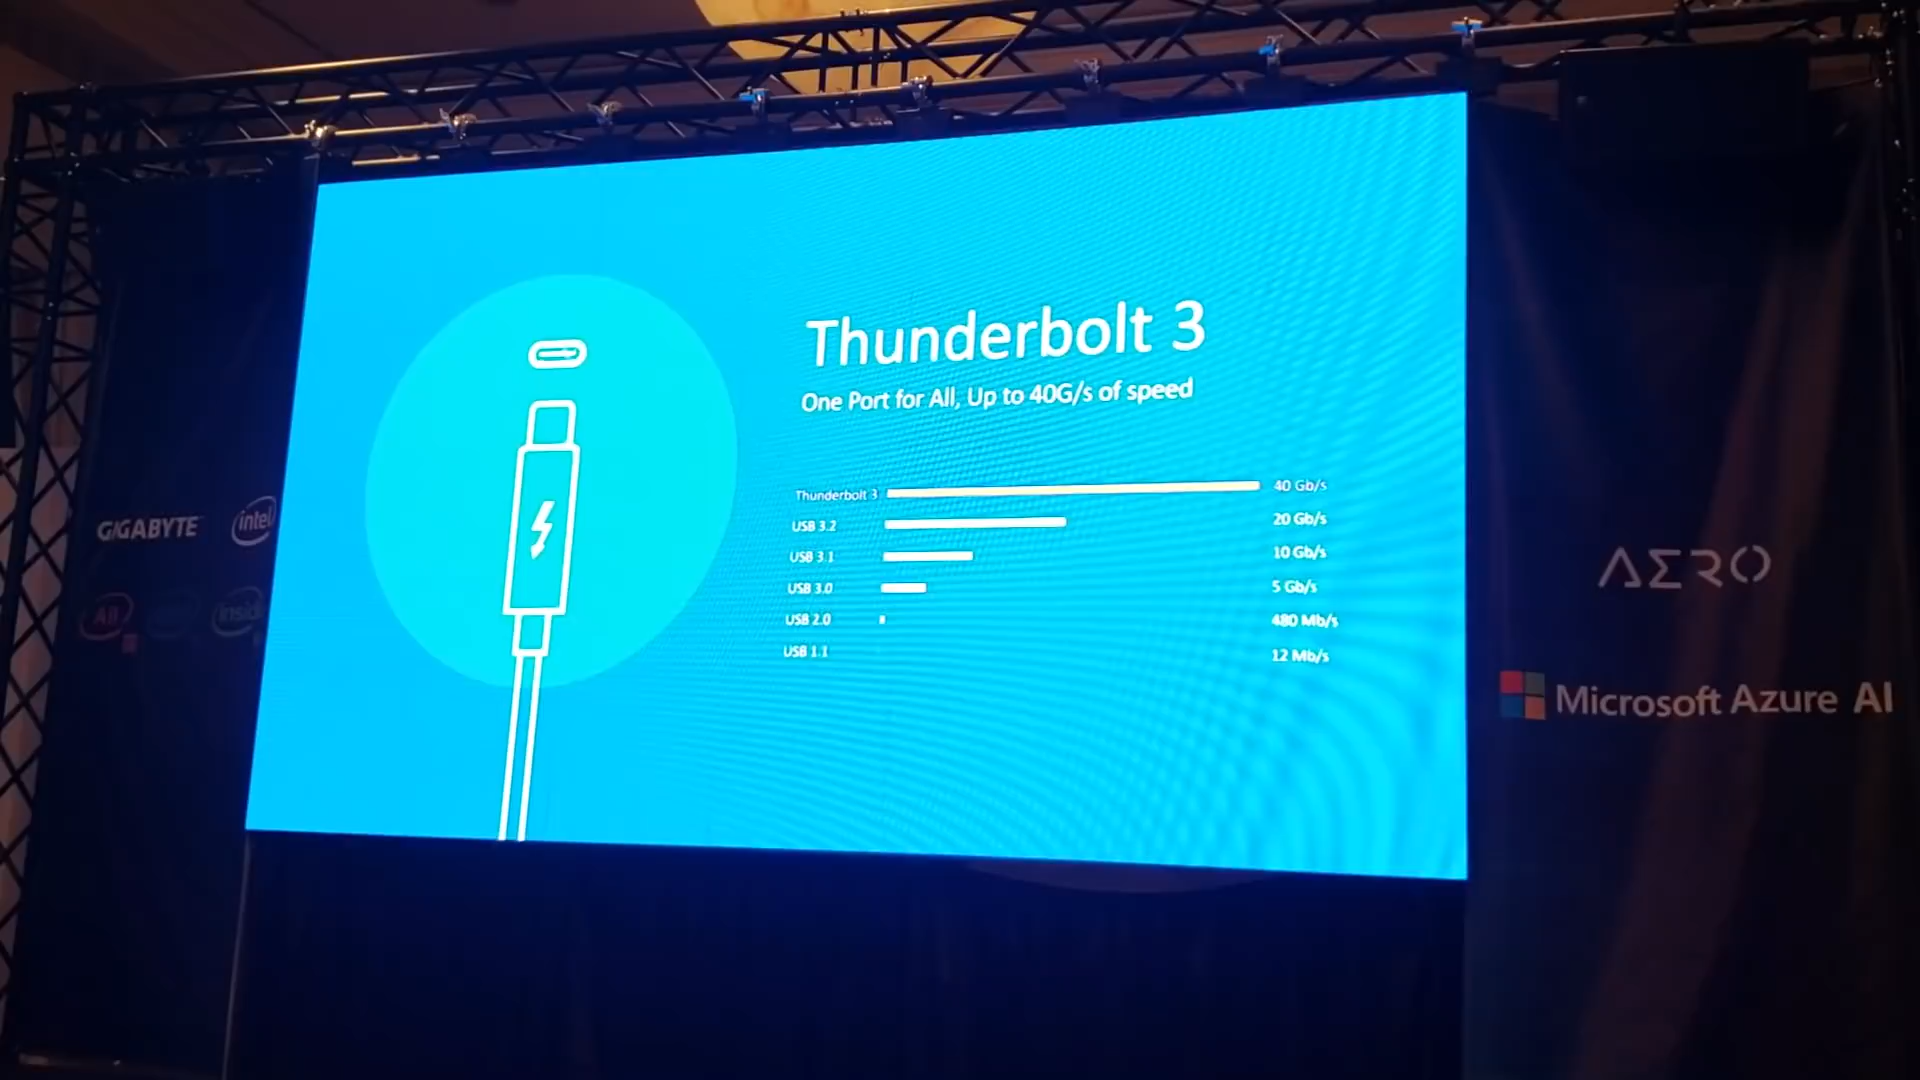 Thunderbolt 3
One Port for All, Up to 40G/s of speed
Thunderbolt 3 40 Gb/s
USB 3.2 20 Gb/s
USB 3.1 10 Gb/s
USB 3.0 5 Gb/s
USB 2.0 480 Mb/s
USB 1.1 12 Mb/s
GIGABYTE intel
inside
AERO
Microsoft Azure AI